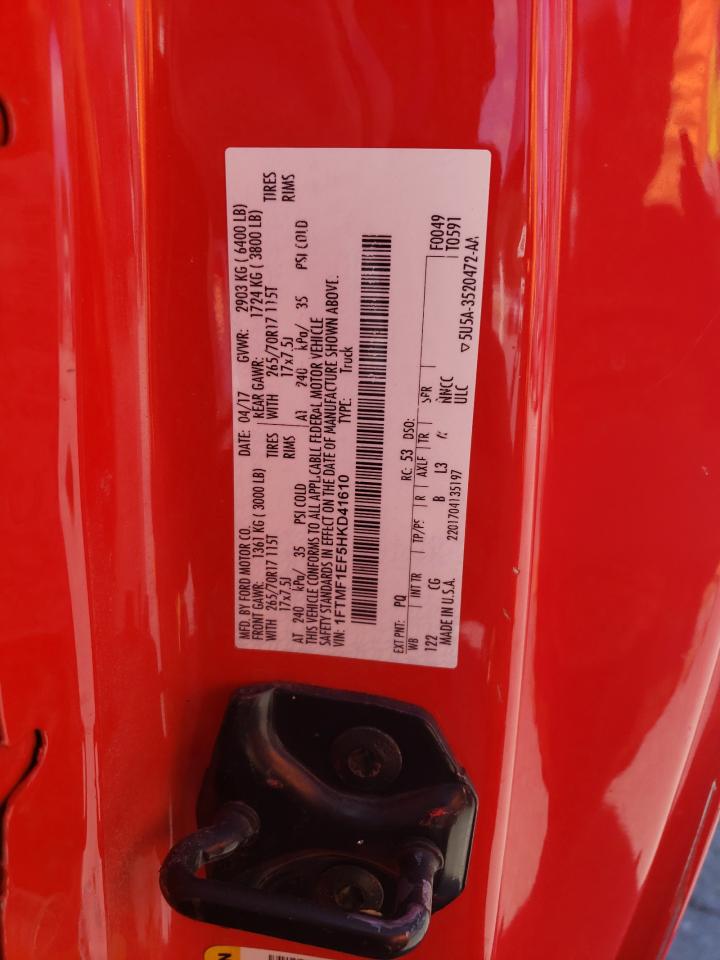 MFD. BY FORD MOTOR CO. DATE: 04/17 GVWR: 2903 KG ( 6400 LB)
FRONT GAWR: 1361 KG ( 3000 LB) REAR GAWR: 1724 KG ( 3800 LB)
WITH 265/70R17 115T TIRES WITH 265/70R17 115T TIRES
17x7.5J RIMS 17x7.5J RIMS
AT 240 kPa/ 35 PSI COLD AT 240 kPa/ 35 PSI COLD
THIS VEHICLE CONFORMS TO ALL APPLICABLE FEDERAL MOTOR VEHICLE
SAFETY STANDARDS IN EFFECT ON THE DATE OF MANUFACTURE SHOWN ABOVE.
VIN: 1FTMF1EF5HKD41610 TYPE: Truck
F0049
T0591
EXT PNT: PQ RC: 53 DSO:
WB INT TR TP/PS R AXLE TR SPR
122 CG B L3 NNCC
MADE IN U.S.A. 2201704135197 ULC
▽5U5A-3520472-AA
N